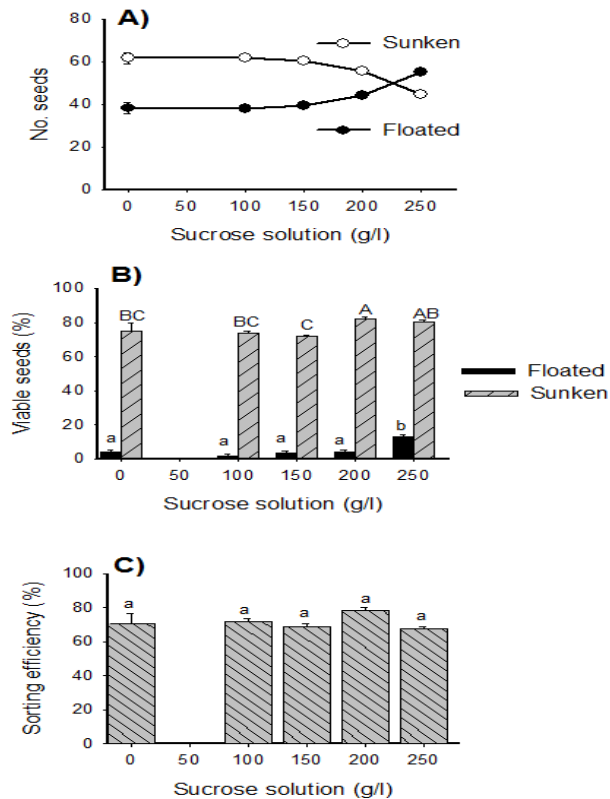 A)
80
60
40
20
0
No. seeds
Sunken
Floated
0 50 100 150 200 250
Sucrose solution (g/l)
B)
100
80
60
40
20
0
Viable seeds (%)
BC BC C A AB
a a a a b
Floated
Sunken
0 50 100 150 200 250
Sucrose solution (g/l)
C)
100
80
60
40
20
0
Sorting efficiency (%)
a a a a a
0 50 100 150 200 250
Sucrose solution (g/l)